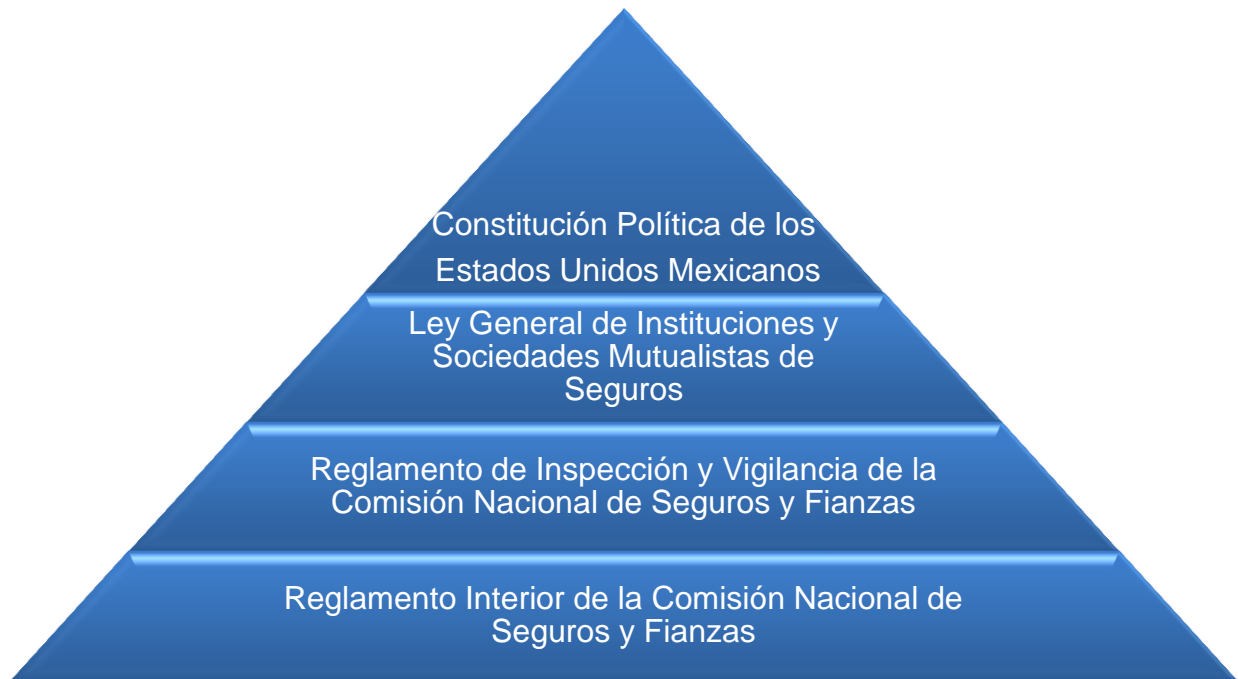 Constitución Política de los
Estados Unidos Mexicanos
Ley General de Instituciones y
Sociedades Mutualistas de
Seguros
Reglamento de Inspección y Vigilancia de la
Comisión Nacional de Seguros y Fianzas
Reglamento Interior de la Comisión Nacional de
Seguros y Fianzas